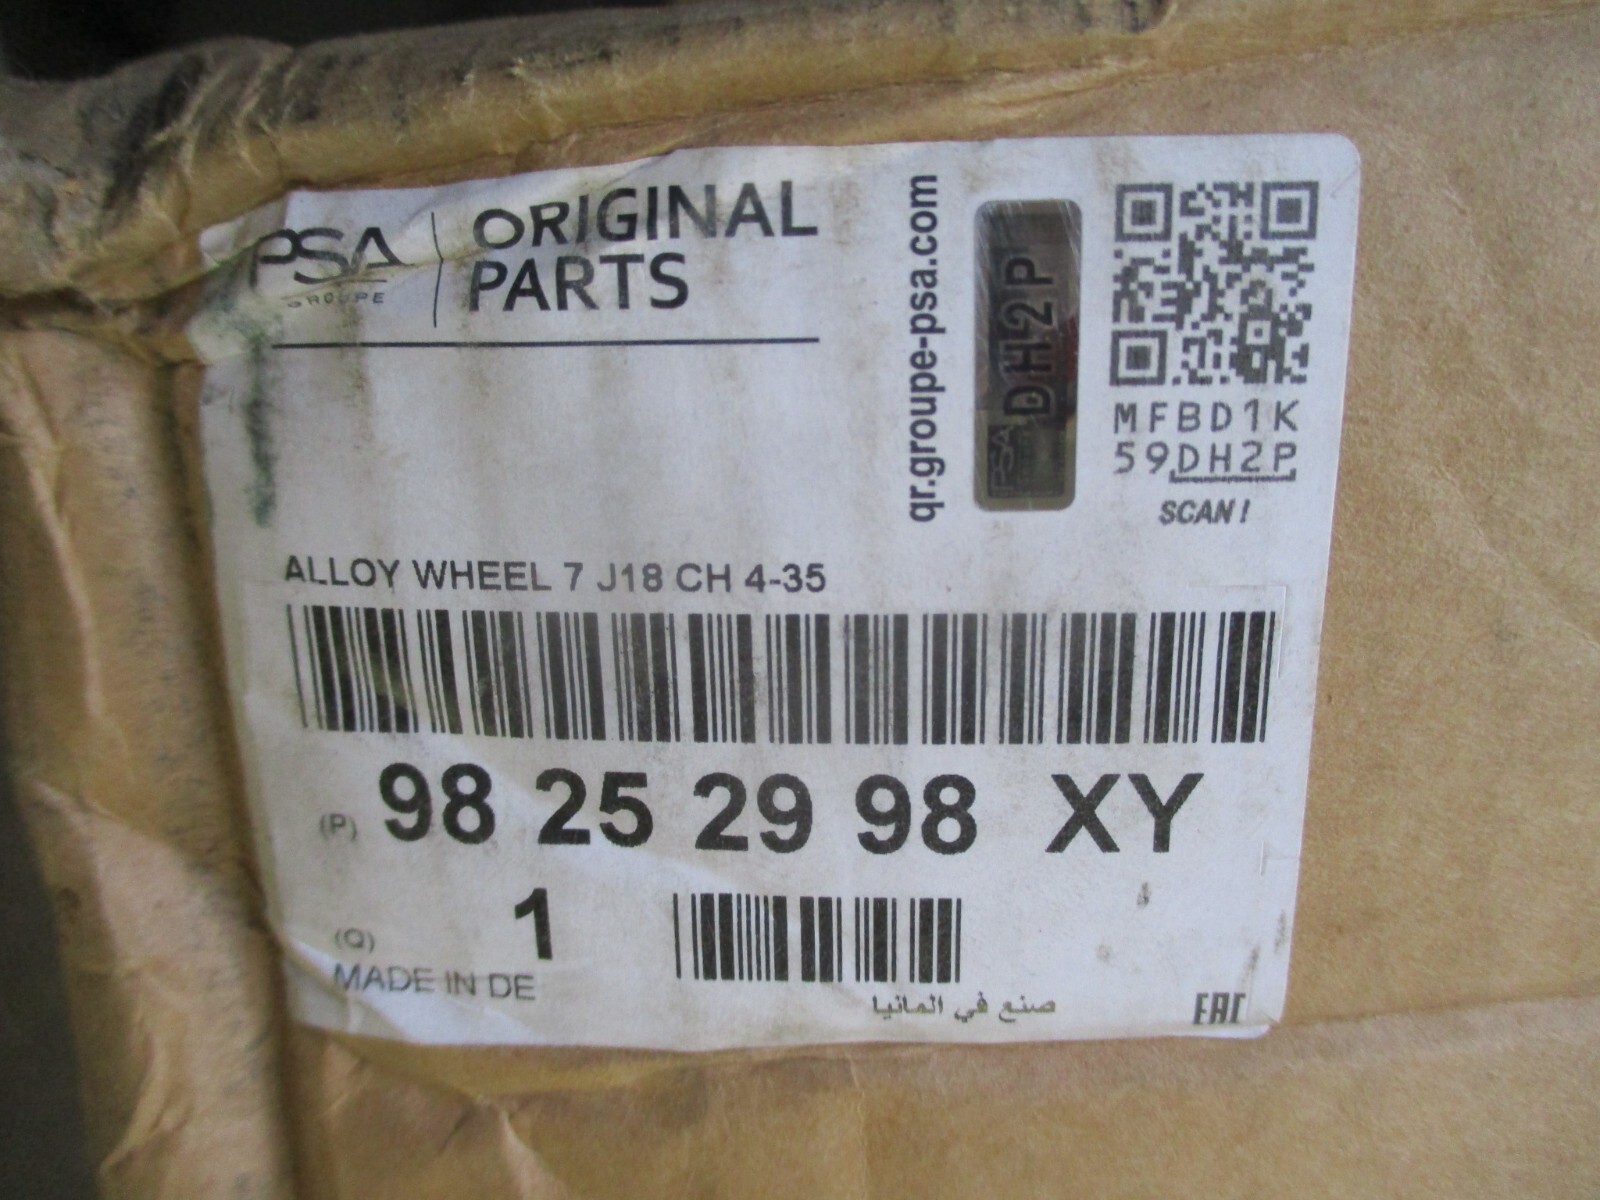 PSA
GROUPE
ORIGINAL
PARTS
qr.groupe-psa.com
PSA
DH2P
MFBD1K
59DH2P
SCAN!
ALLOY WHEEL 7 J18 CH 4-35
(P) 98 25 29 98 XY
(Q) 1
MADE IN DE
صنع في المانيا
EAC